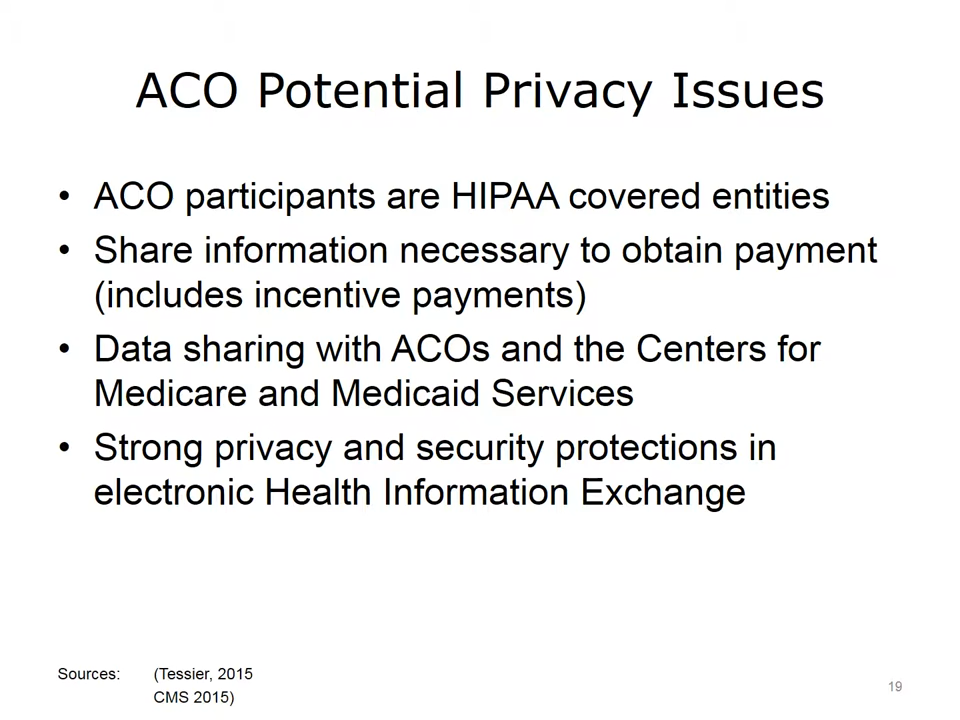 ACO Potential Privacy Issues
• ACO participants are HIPAA covered entities
• Share information necessary to obtain payment
(includes incentive payments)
• Data sharing with ACOs and the Centers for
Medicare and Medicaid Services
• Strong privacy and security protections in
electronic Health Information Exchange
Sources: (Tessier, 2015
CMS 2015)
19